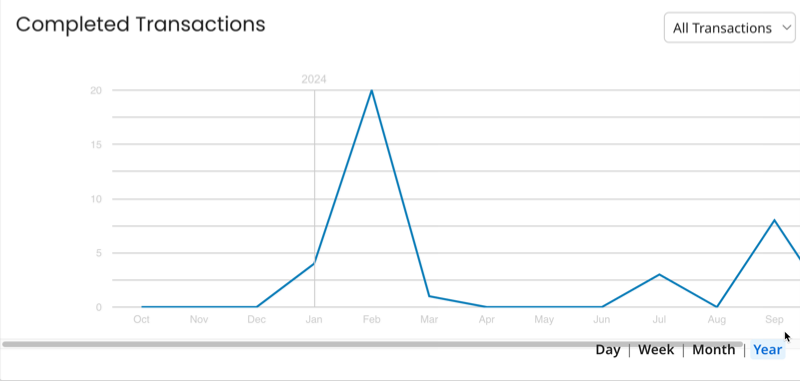 Completed Transactions
All Transactions
2024
20
15
10
5
0
Oct Nov Dec Jan Feb Mar Apr May Jun Jul Aug Sep
Day | Week | Month | Year